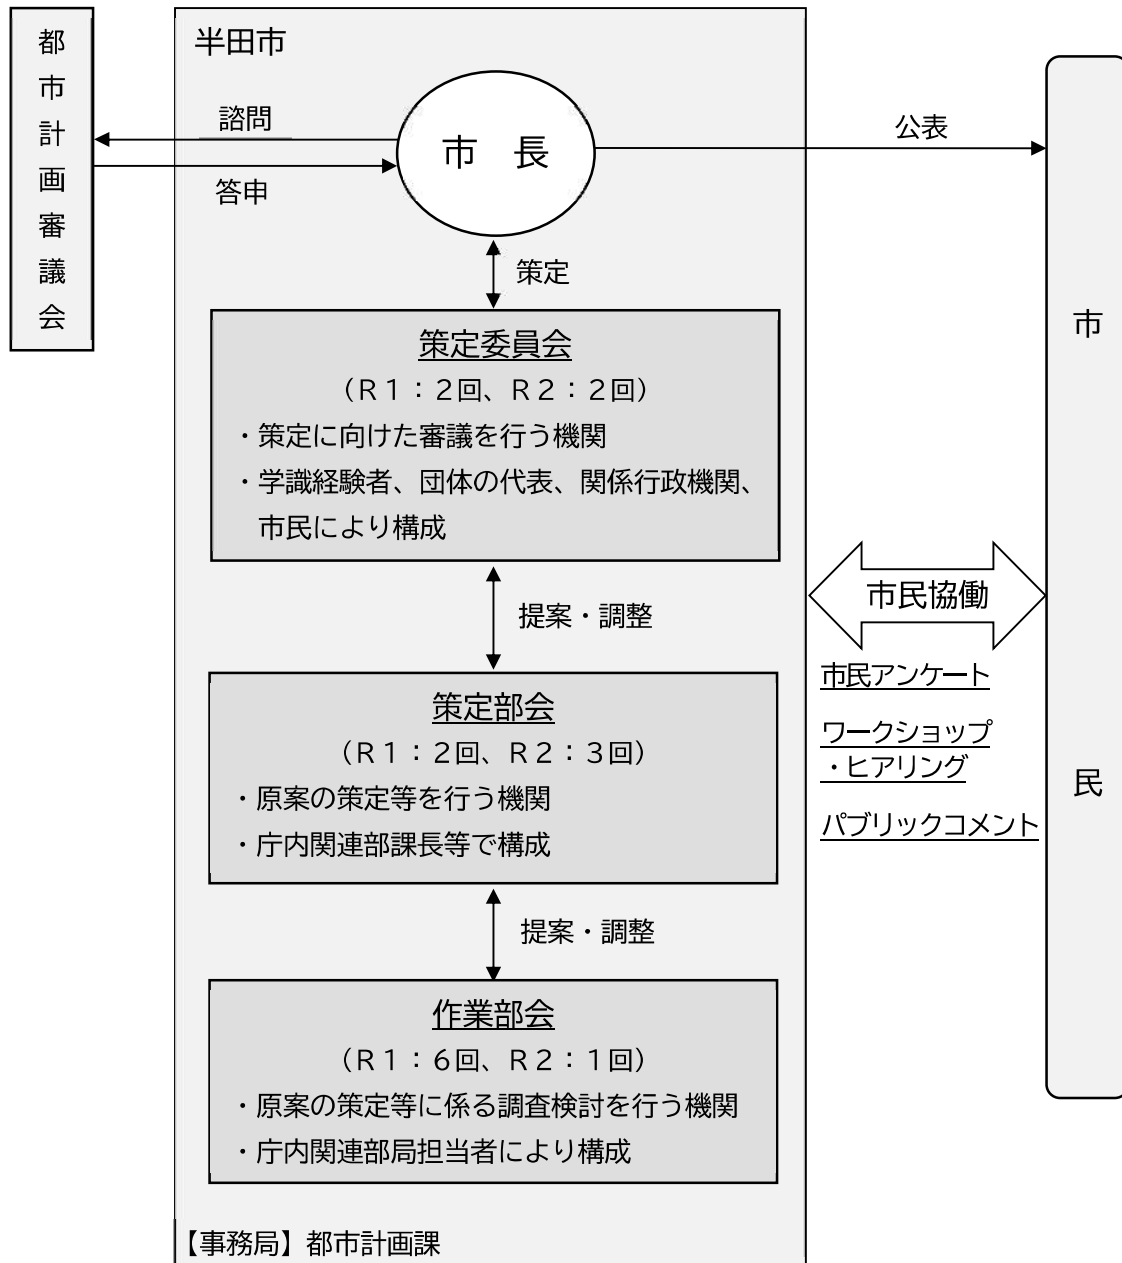 都市計画審議会
半田市
諮問
答申
市　長
公表
策定
策定委員会
（Ｒ１：２回、Ｒ２：２回）
・策定に向けた審議を行う機関
・学識経験者、団体の代表、関係行政機関、
市民により構成
提案・調整
策定部会
（Ｒ１：２回、Ｒ２：３回）
・原案の策定等を行う機関
・庁内関連部課長等で構成
提案・調整
作業部会
（Ｒ１：６回、Ｒ２：１回）
・原案の策定等に係る調査検討を行う機関
・庁内関連部局担当者により構成
【事務局】都市計画課
市民協働
市民アンケート
ワークショップ
・ヒアリング
パブリックコメント
市民